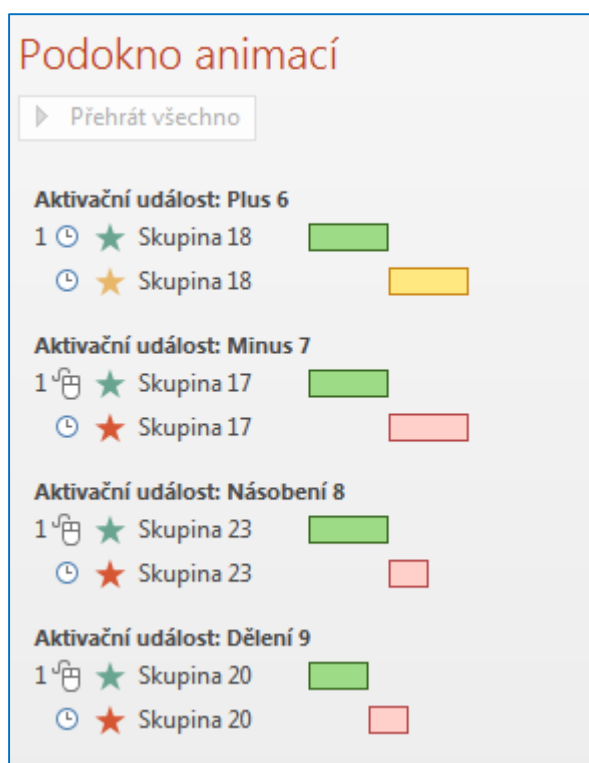 Podokno animací
Přehrát všechno
Aktivační událost: Plus 6
1 Skupina 18
Skupina 18
Aktivační událost: Minus 7
1 Skupina 17
Skupina 17
Aktivační událost: Násobení 8
1 Skupina 23
Skupina 23
Aktivační událost: Dělení 9
1 Skupina 20
Skupina 20